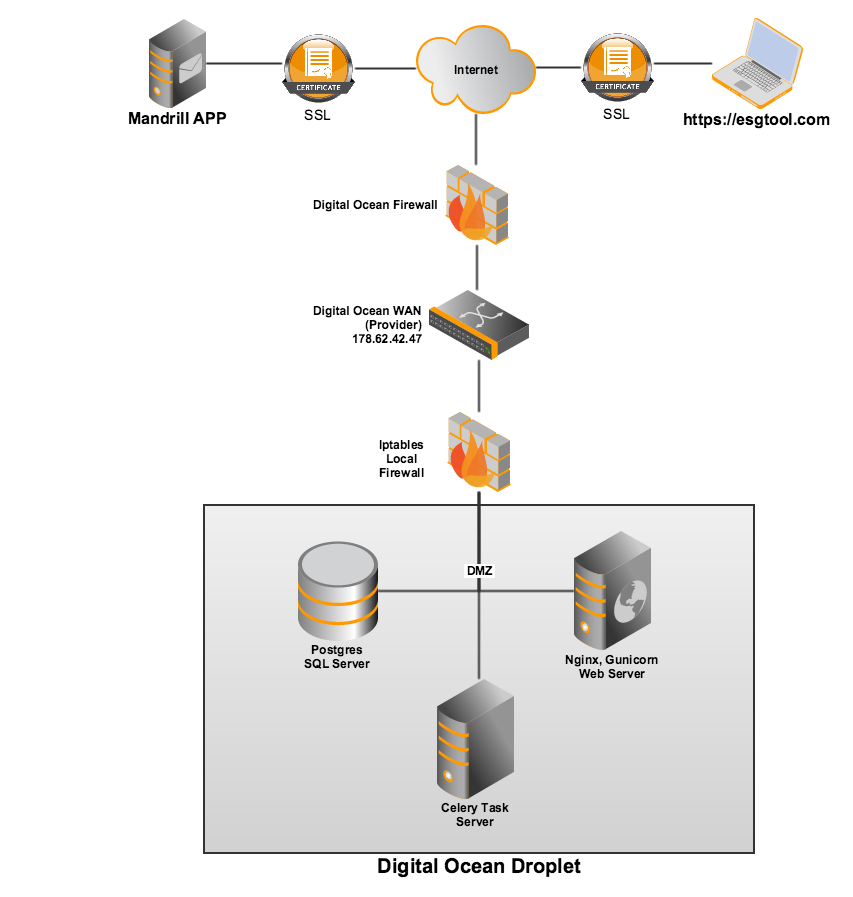 CERTIFICATE
CERTIFICATE
Internet
Mandrill APP
SSL
SSL
https://esgtool.com
Digital Ocean Firewall
Digital Ocean WAN
(Provider)
178.62.42.47
Iptables
Local
Firewall
DMZ
Postgres
SQL Server
Nginx, Gunicorn
Web Server
Celery Task
Server
Digital Ocean Droplet